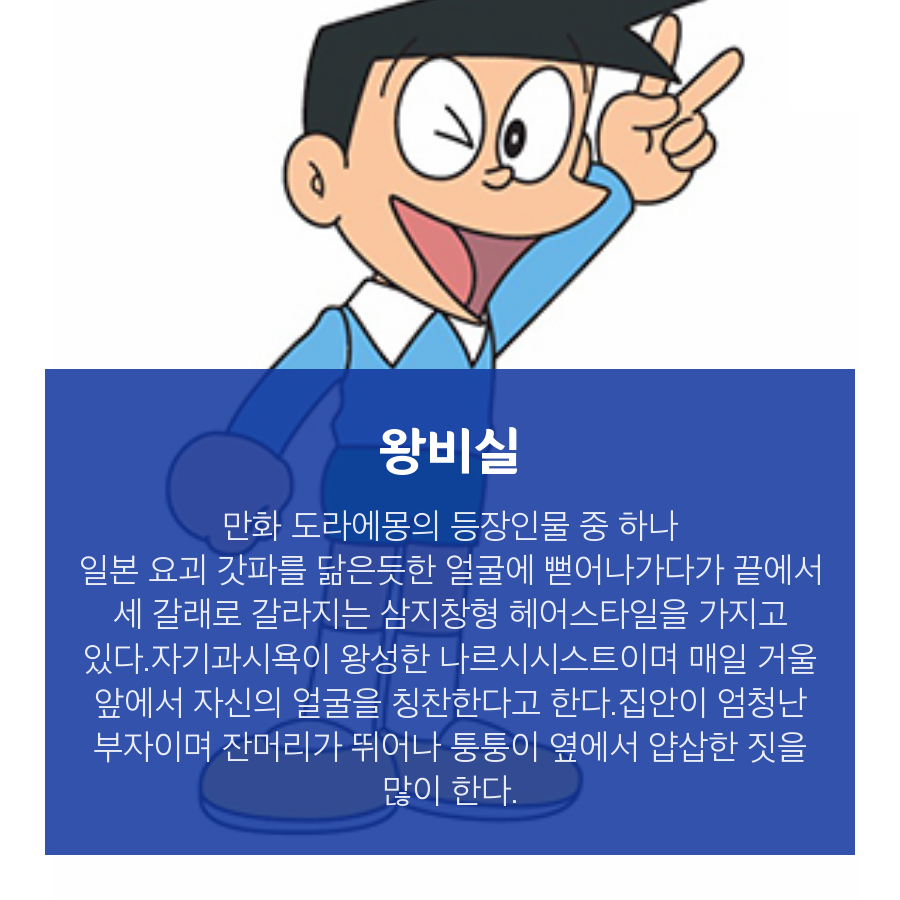 왕비실
만화 도라에몽의 등장인물 중 하나
일본 요괴 갓파를 닮은듯한 얼굴에 뻗어나가다가 끝에서
세 갈래로 갈라지는 삼지창형 헤어스타일을 가지고
있다.자기과시욕이 왕성한 나르시시스트이며 매일 거울
앞에서 자신의 얼굴을 칭찬한다고 한다.집안이 엄청난
부자이며 잔머리가 뛰어나 퉁퉁이 옆에서 얍삽한 짓을
많이 한다.